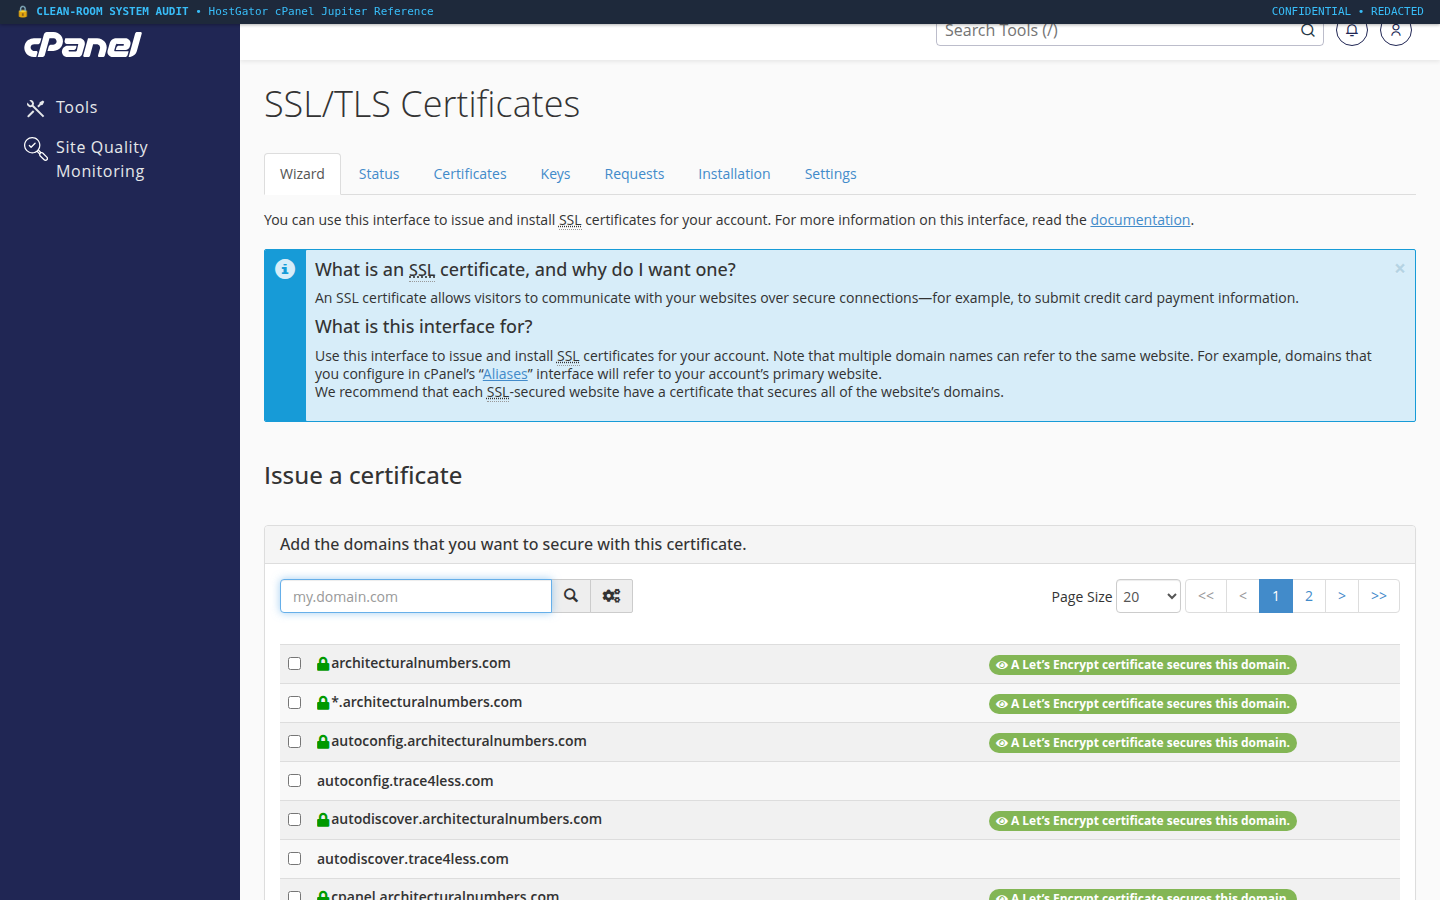 CLEAN-ROOM SYSTEM AUDIT • HostGator cPanel Jupiter Reference
CONFIDENTIAL • REDACTED
cPanel
Search Tools (/)
Tools
Site Quality
Monitoring
SSL/TLS Certificates
Wizard
Status
Certificates
Keys
Requests
Installation
Settings
You can use this interface to issue and install SSL certificates for your account. For more information on this interface, read the documentation.
What is an SSL certificate, and why do I want one?
×
An SSL certificate allows visitors to communicate with your websites over secure connections—for example, to submit credit card payment information.
What is this interface for?
Use this interface to issue and install SSL certificates for your account. Note that multiple domain names can refer to the same website. For example, domains that
you configure in cPanel’s “Aliases” interface will refer to your account’s primary website.
We recommend that each SSL-secured website have a certificate that secures all of the website’s domains.
Issue a certificate
Add the domains that you want to secure with this certificate.
my.domain.com
Page Size 20 << < 1 2 > >>
architecturalnumbers.com A Let’s Encrypt certificate secures this domain.
*.architecturalnumbers.com A Let’s Encrypt certificate secures this domain.
autoconfig.architecturalnumbers.com A Let’s Encrypt certificate secures this domain.
autoconfig.trace4less.com
autodiscover.architecturalnumbers.com A Let’s Encrypt certificate secures this domain.
autodiscover.trace4less.com
cpanel.architecturalnumbers.com A Let’s Encrypt certificate secures this domain.